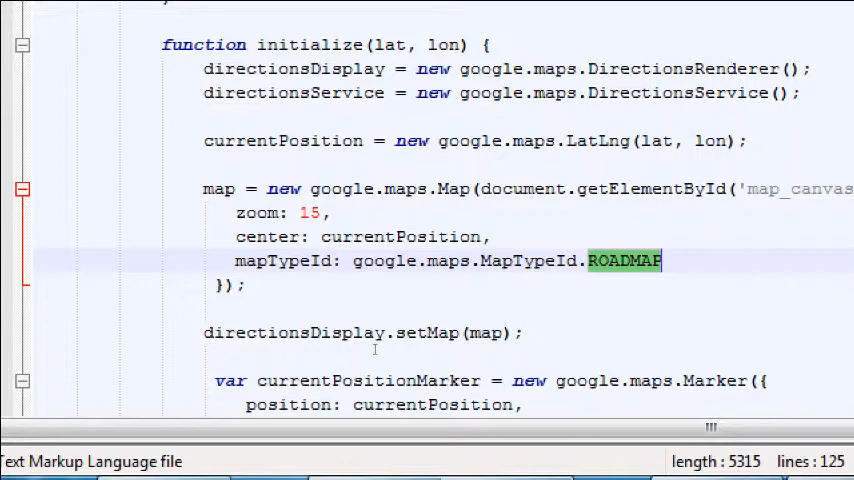 function initialize(lat, lon) {
directionsDisplay = new google.maps.DirectionsRenderer();
directionsService = new google.maps.DirectionsService();
currentPosition = new google.maps.LatLng(lat, lon);
map = new google.maps.Map(document.getElementById('map_canvas
zoom: 15,
center: currentPosition,
mapTypeId: google.maps.MapTypeId.ROADMAP
});
directionsDisplay.setMap(map);
var currentPositionMarker = new google.maps.Marker({
position: currentPosition,
Text Markup Language file length : 5315 lines : 125